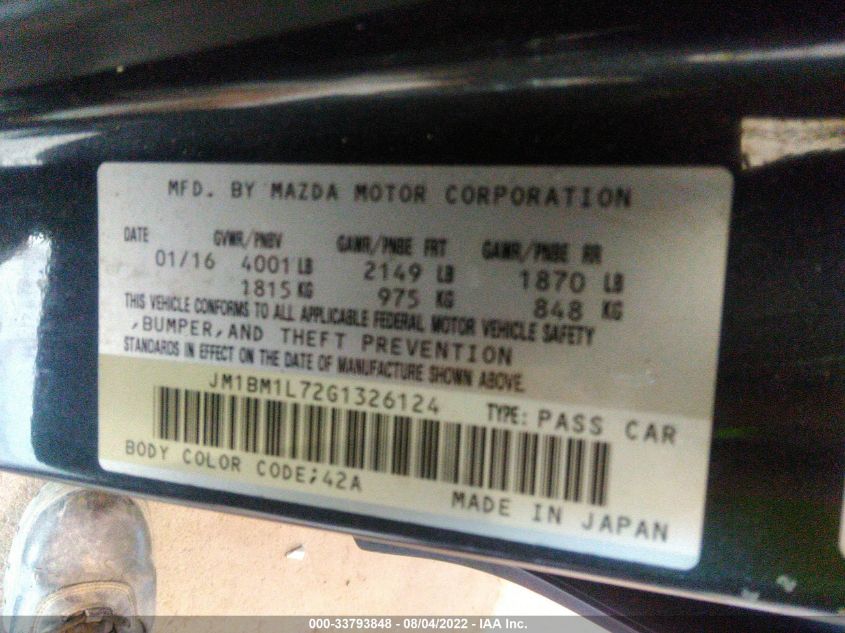 MFD. BY MAZDA MOTOR CORPORATION
DATE GVWR/PNBV GAWR/PNBE FRT GAWR/PNBE RR
01/16 4001 LB 2149 LB 1870 LB
1815 KG 975 KG 848 KG
THIS VEHICLE CONFORMS TO ALL APPLICABLE FEDERAL MOTOR VEHICLE SAFETY
,BUMPER,AND THEFT PREVENTION
STANDARDS IN EFFECT ON THE DATE OF MANUFACTURE SHOWN ABOVE.
JM1BM1L72G1326124 TYPE: PASS CAR
BODY COLOR CODE;42A
MADE IN JAPAN
000-33793848 - 08/04/2022 - IAA Inc.